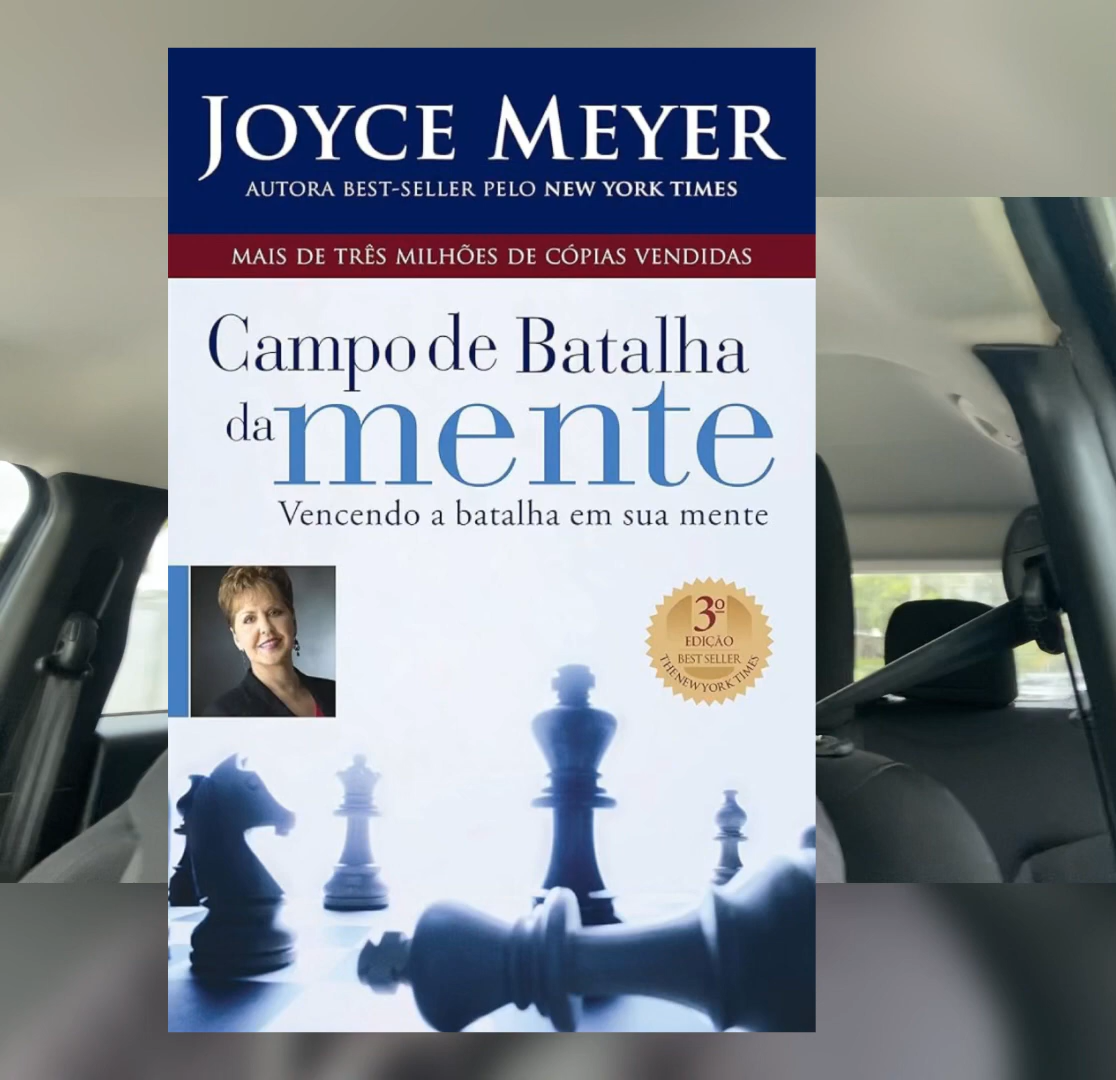 JOYCE MEYER
AUTORA BEST-SELLER PELO NEW YORK TIMES
MAIS DE TRÊS MILHÕES DE CÓPIAS VENDIDAS
Campo de Batalha
da mente
Vencendo a batalha em sua mente
3º
EDIÇÃO
BEST SELLER
THE NEW YORK TIMES